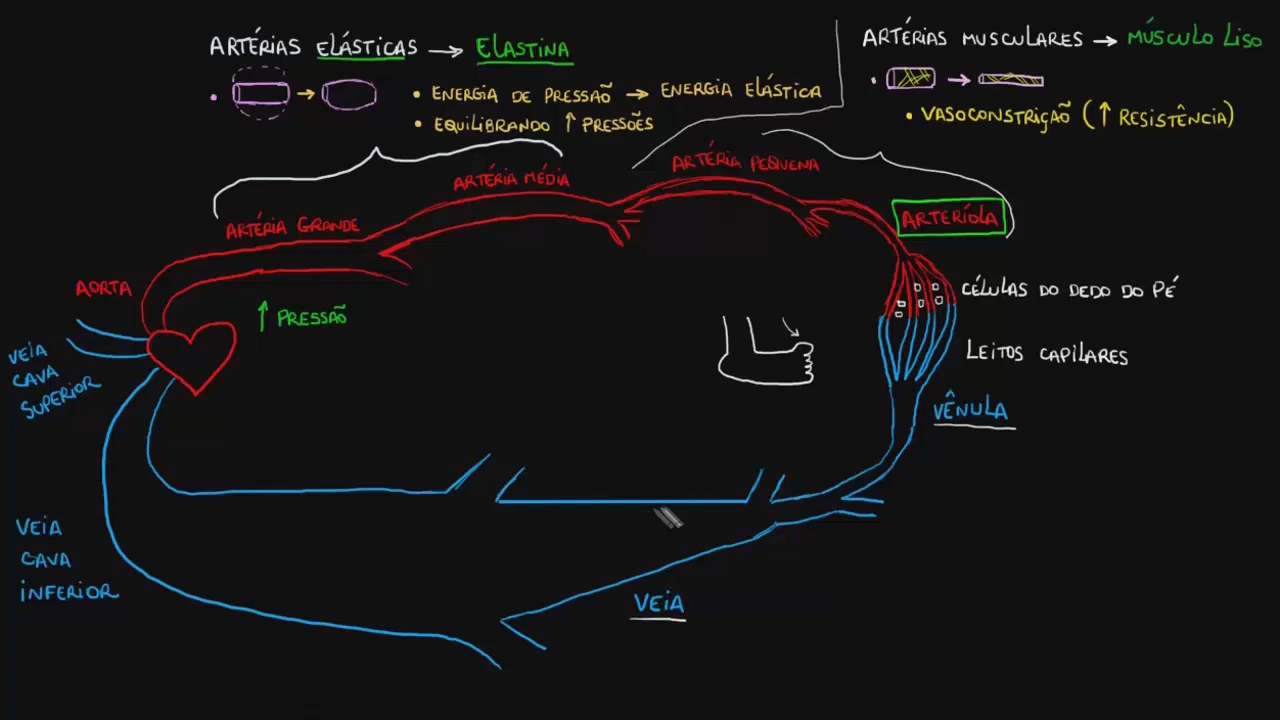 ARTÉRIAS ELÁSTICAS → ELASTINA
• ENERGIA DE PRESSÃO → ENERGIA ELÁSTICA
• EQUILIBRANDO ↑ PRESSÕES
ARTÉRIAS MUSCULARES → MÚSCULO LISO
• VASOCONSTRIÇÃO (↑ RESISTÊNCIA)
ARTÉRIA PEQUENA
ARTÉRIA MÉDIA
ARTÉRIA GRANDE
ARTERÍOLA
AORTA
↑ PRESSÃO
CÉLULAS DO DEDO DO PÉ
LEITOS CAPILARES
VEIA
CAVA
SUPERIOR
VÊNULA
VEIA
CAVA
INFERIOR
VEIA